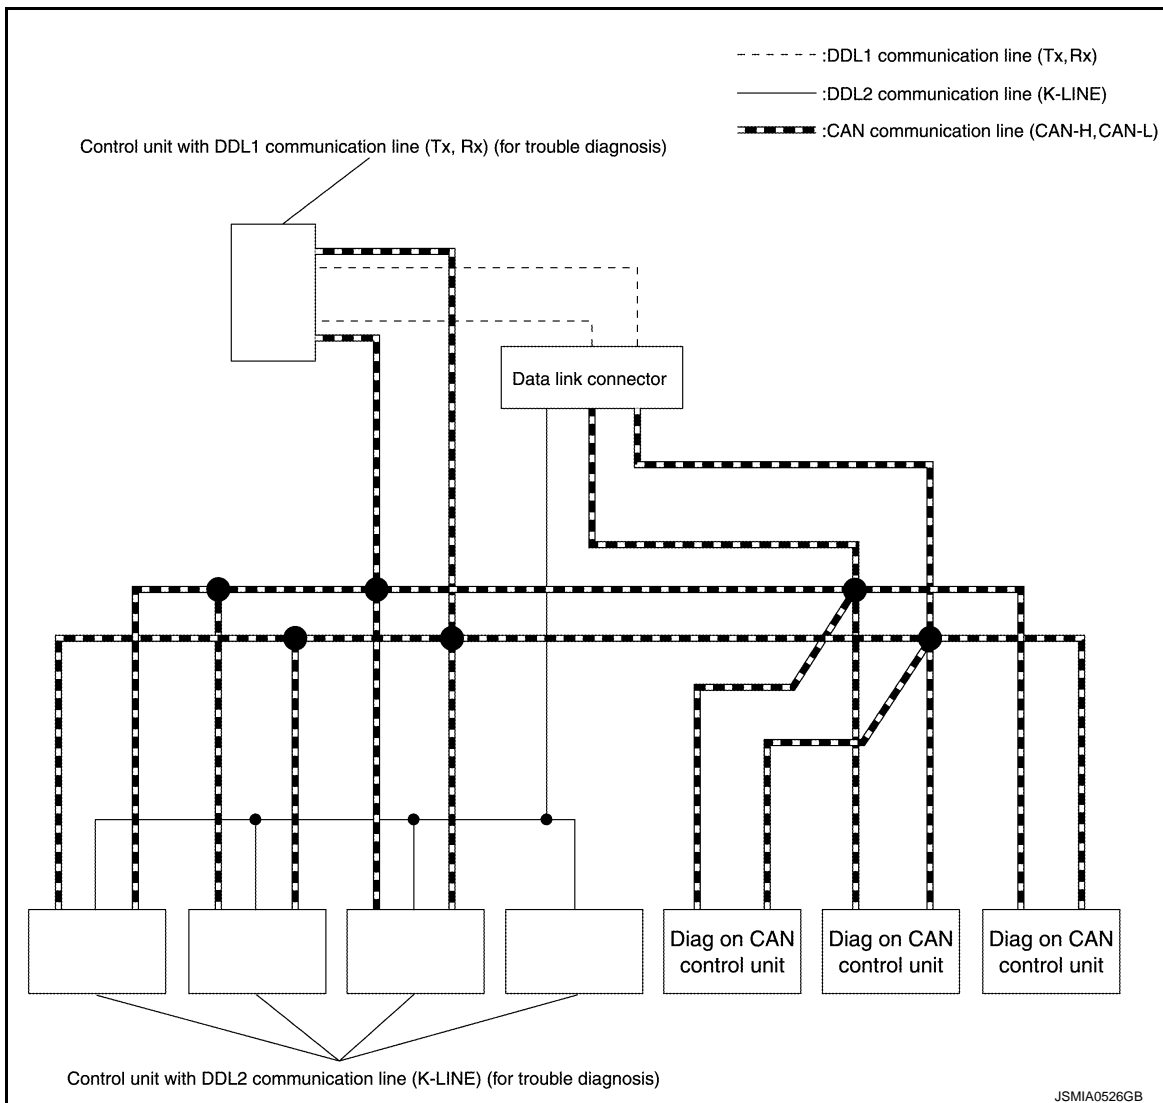 :DDL1 communication line (Tx,Rx)
:DDL2 communication line (K-LINE)
:CAN communication line (CAN-H,CAN-L)
Control unit with DDL1 communication line (Tx, Rx) (for trouble diagnosis)
Data link connector
Diag on CAN
control unit
Diag on CAN
control unit
Diag on CAN
control unit
Control unit with DDL2 communication line (K-LINE) (for trouble diagnosis)
JSMIA0526GB